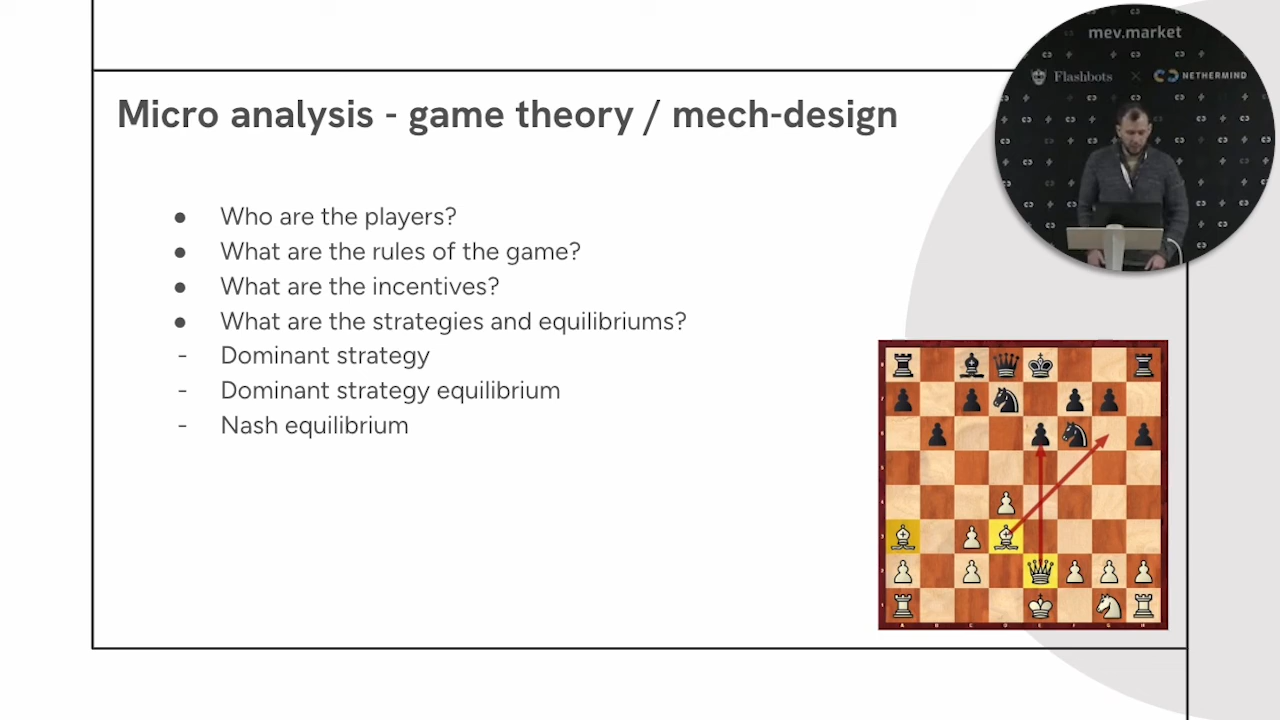 mev.market
Flashbots × NETHERMIND
Micro analysis - game theory / mech-design
● Who are the players?
● What are the rules of the game?
● What are the incentives?
● What are the strategies and equilibriums?
- Dominant strategy
- Dominant strategy equilibrium
- Nash equilibrium